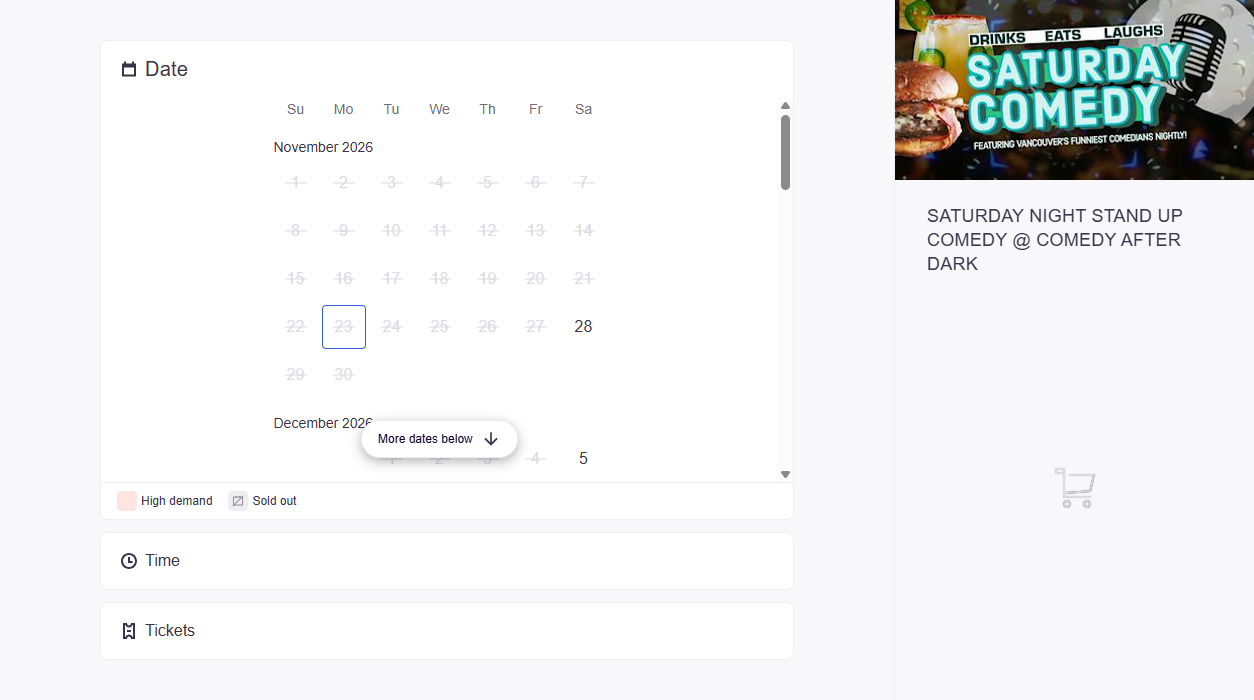 Date
Su Mo Tu We Th Fr Sa
November 2026
1 2 3 4 5 6 7
8 9 10 11 12 13 14
15 16 17 18 19 20 21
22 23 24 25 26 27 28
29 30
December 2026
More dates below
1 2 3 4 5
High demand
Sold out
Time
Tickets
DRINKS EATS LAUGHS
SATURDAY
COMEDY
FEATURING VANCOUVER'S FUNNIEST COMEDIANS NIGHTLY!
SATURDAY NIGHT STAND UP
COMEDY @ COMEDY AFTER
DARK